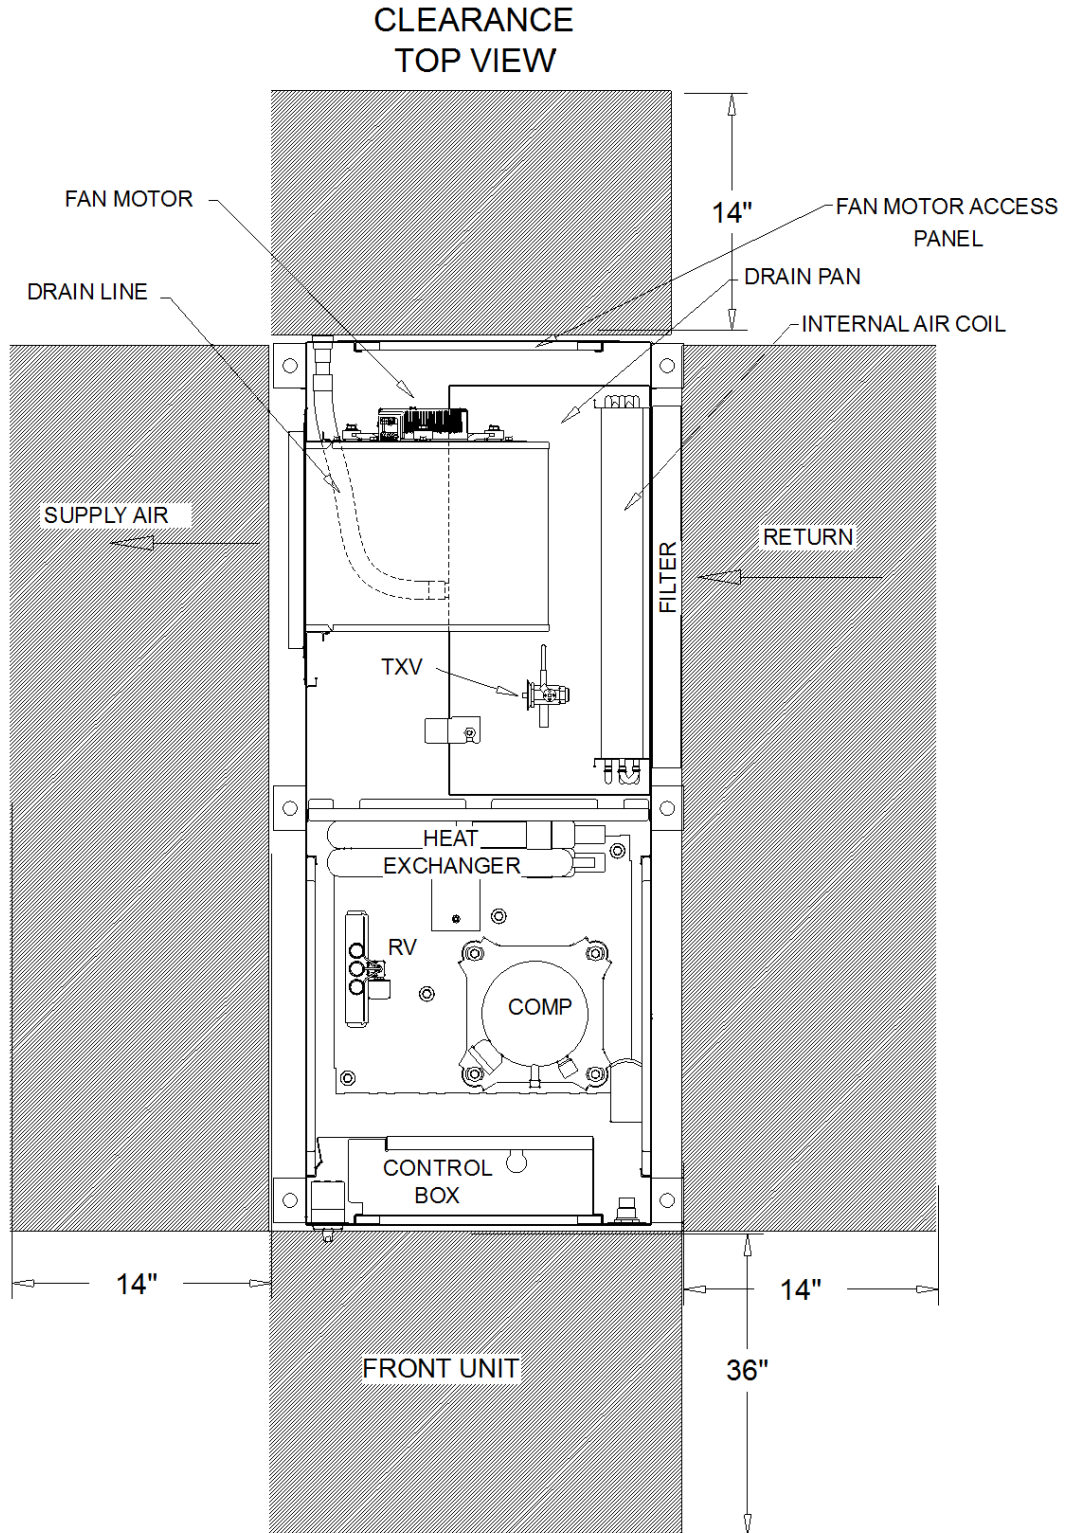 CLEARANCE
TOP VIEW
FAN MOTOR
14"
FAN MOTOR ACCESS
PANEL
DRAIN LINE
DRAIN PAN
INTERNAL AIR COIL
SUPPLY AIR
RETURN
FILTER
TXV
HEAT
EXCHANGER
RV
COMP
CONTROL
BOX
14"
14"
FRONT UNIT
36"